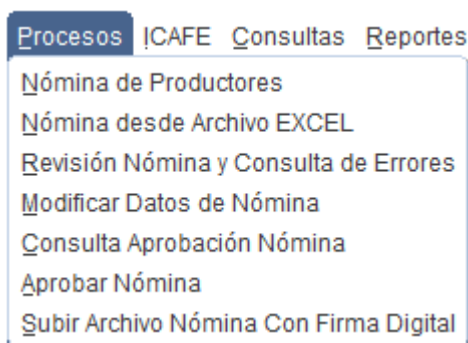 Procesos ICAFE Consultas Reportes
Nómina de Productores
Nómina desde Archivo EXCEL
Revisión Nómina y Consulta de Errores
Modificar Datos de Nómina
Consulta Aprobación Nómina
Aprobar Nómina
Subir Archivo Nómina Con Firma Digital